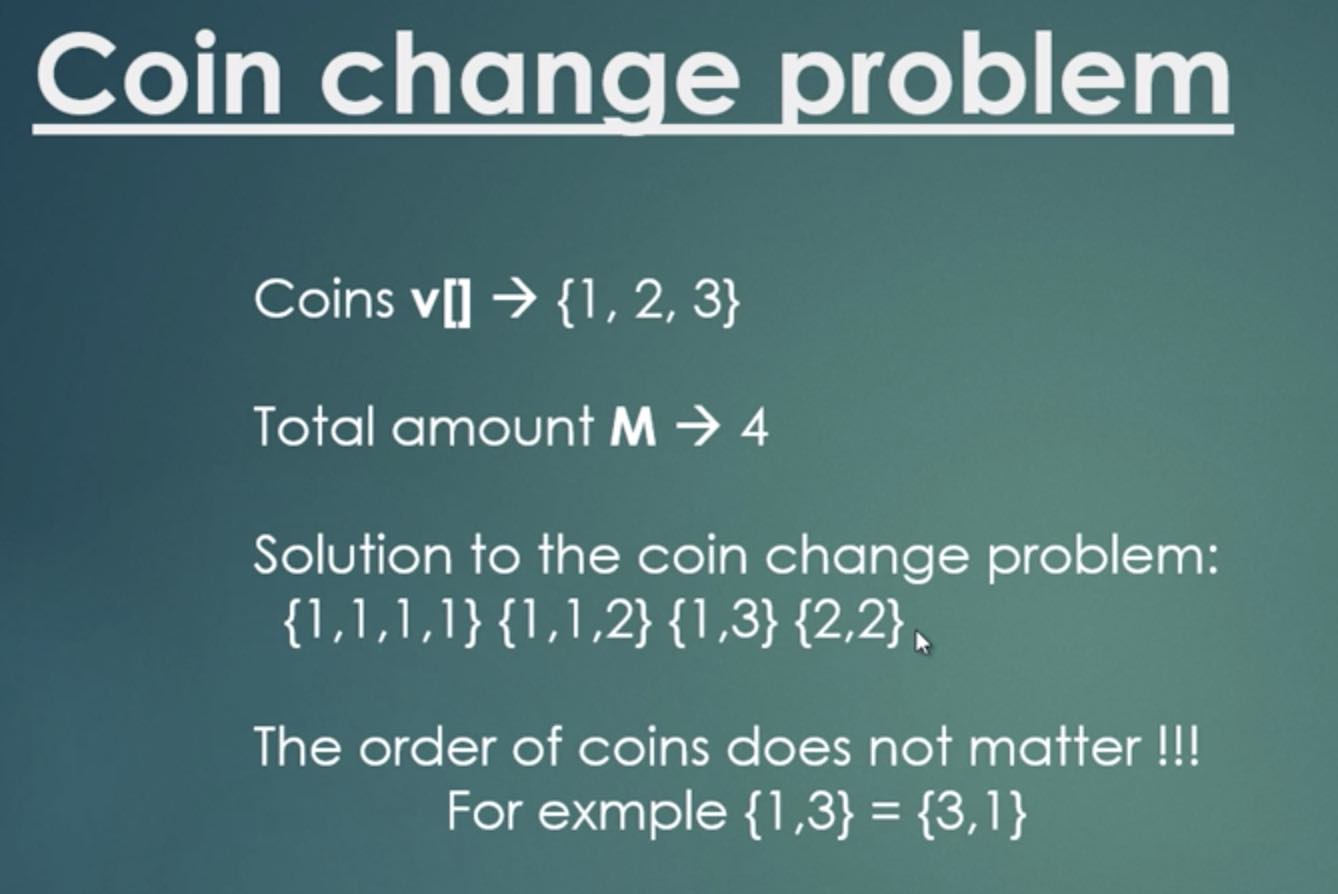 Coin change problem
Coins v[] → {1, 2, 3}
Total amount M → 4
Solution to the coin change problem:
{1,1,1,1} {1,1,2} {1,3} {2,2}
The order of coins does not matter !!!
For exmple {1,3} = {3,1}